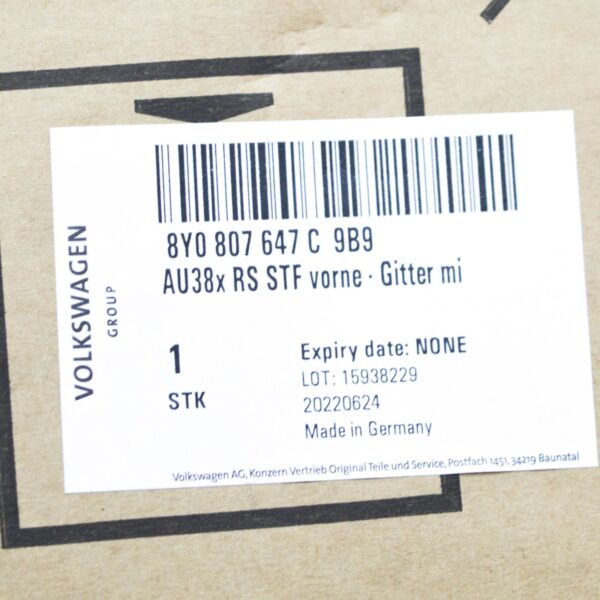 VOLKSWAGEN
GROUP
8Y0 807 647 C 9B9
AU38x RS STF vorne · Gitter mi
1
STK
Expiry date: NONE
LOT: 15938229
20220624
Made in Germany
Volkswagen AG, Konzern Vertrieb Original Teile und Service, Postfach 1451, 34219 Baunatal